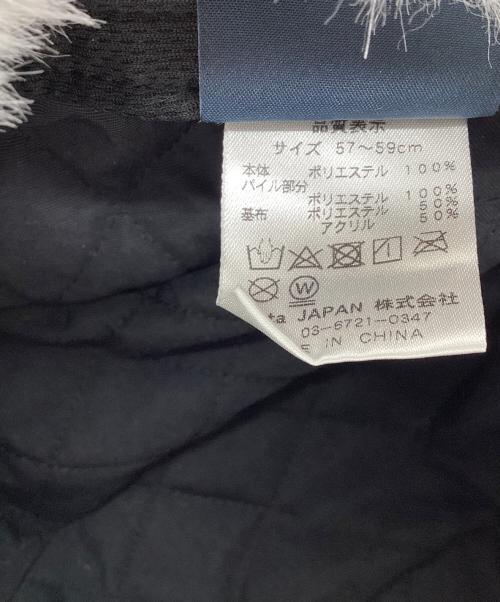 品質表示
サイズ 57～59cm
本体 ポリエステル 100%
パイル部分
ポリエステル 100%
基布 ポリエステル 50%
アクリル 50%
W
ta JAPAN 株式会社
03-6721-0347
E IN CHINA